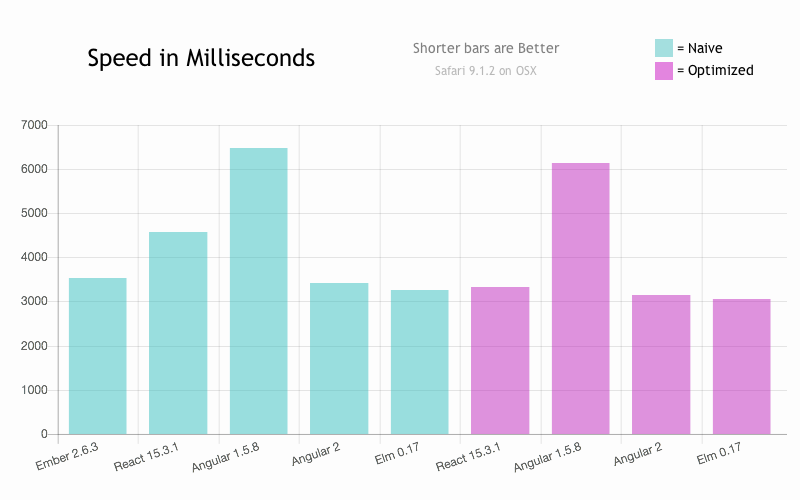 Speed in Milliseconds
Shorter bars are Better
Safari 9.1.2 on OSX
= Naive
= Optimized
7000
6000
5000
4000
3000
2000
1000
0
Ember 2.6.3
React 15.3.1
Angular 1.5.8
Angular 2
Elm 0.17
React 15.3.1
Angular 1.5.8
Angular 2
Elm 0.17